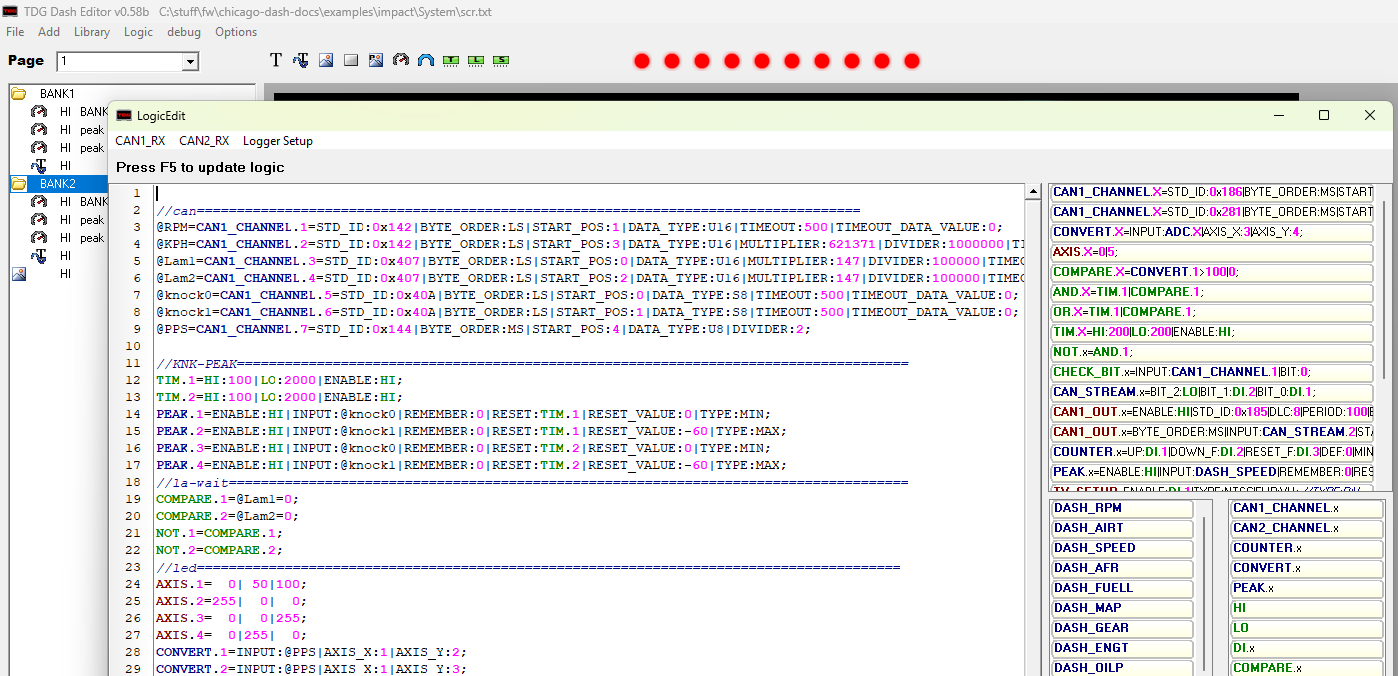 TDG Dash Editor v0.58b C:\stuff\fw\chicago-dash-docs\examples\impact\System\scr.txt
File Add Library Logic debug Options
Page 1
T
BANK1
HI BANK
HI peak
HI peak
HI
BANK2
HI BANK
HI peak
HI peak
HI
HI
LogicEdit
CAN1_RX CAN2_RX Logger Setup
Press F5 to update logic
1
2 //can===================================================================================
3 @RPM=CAN1_CHANNEL.1=STD_ID:0x142|BYTE_ORDER:LS|START_POS:1|DATA_TYPE:U16|TIMEOUT:500|TIMEOUT_DATA_VALUE:0;
4 @KPH=CAN1_CHANNEL.2=STD_ID:0x142|BYTE_ORDER:LS|START_POS:3|DATA_TYPE:U16|MULTIPLIER:621371|DIVIDER:1000000|TI
5 @Lam1=CAN1_CHANNEL.3=STD_ID:0x407|BYTE_ORDER:LS|START_POS:0|DATA_TYPE:U16|MULTIPLIER:147|DIVIDER:100000|TIMEO
6 @Lam2=CAN1_CHANNEL.4=STD_ID:0x407|BYTE_ORDER:LS|START_POS:2|DATA_TYPE:U16|MULTIPLIER:147|DIVIDER:100000|TIMEO
7 @knock0=CAN1_CHANNEL.5=STD_ID:0x40A|BYTE_ORDER:LS|START_POS:0|DATA_TYPE:S8|TIMEOUT:500|TIMEOUT_DATA_VALUE:0;
8 @knock1=CAN1_CHANNEL.6=STD_ID:0x40A|BYTE_ORDER:LS|START_POS:1|DATA_TYPE:S8|TIMEOUT:500|TIMEOUT_DATA_VALUE:0;
9 @PPS=CAN1_CHANNEL.7=STD_ID:0x144|BYTE_ORDER:MS|START_POS:4|DATA_TYPE:U8|DIVIDER:2;
10
11 //KNK-PEAK====================================================================================
12 TIM.1=HI:100|LO:2000|ENABLE:HI;
13 TIM.2=HI:100|LO:2000|ENABLE:HI;
14 PEAK.1=ENABLE:HI|INPUT:@knock0|REMEMBER:0|RESET:TIM.1|RESET_VALUE:0|TYPE:MIN;
15 PEAK.2=ENABLE:HI|INPUT:@knock1|REMEMBER:0|RESET:TIM.1|RESET_VALUE:-60|TYPE:MAX;
16 PEAK.3=ENABLE:HI|INPUT:@knock0|REMEMBER:0|RESET:TIM.2|RESET_VALUE:0|TYPE:MIN;
17 PEAK.4=ENABLE:HI|INPUT:@knock1|REMEMBER:0|RESET:TIM.2|RESET_VALUE:-60|TYPE:MAX;
18 //la-wait=====================================================================================
19 COMPARE.1=@Lam1=0;
20 COMPARE.2=@Lam2=0;
21 NOT.1=COMPARE.1;
22 NOT.2=COMPARE.2;
23 //led========================================================================================
24 AXIS.1= 0| 50|100;
25 AXIS.2=255| 0| 0;
26 AXIS.3= 0| 0|255;
27 AXIS.4= 0|255| 0;
28 CONVERT.1=INPUT:@PPS|AXIS_X:1|AXIS_Y:2;
29 CONVERT.2=INPUT:@PPS|AXIS_X:1|AXIS_Y:3;
CAN1_CHANNEL.X=STD_ID:0x186|BYTE_ORDER:MS|START
CAN1_CHANNEL.X=STD_ID:0x281|BYTE_ORDER:MS|START
CONVERT.X=INPUT:ADC.X|AXIS_X:3|AXIS_Y:4;
AXIS.X=0|5;
COMPARE.X=CONVERT.1>100|0;
AND.X=TIM.1|COMPARE.1;
OR.X=TIM.1|COMPARE.1;
TIM.X=HI:200|LO:200|ENABLE:HI;
NOT.x=AND.1;
CHECK_BIT.x=INPUT:CAN1_CHANNEL.1|BIT:0;
CAN_STREAM.x=BIT_2:LO|BIT_1:DI.2|BIT_0:DI.1;
CAN1_OUT.x=ENABLE:HI|STD_ID:0x185|DLC:8|PERIOD:100|
CAN1_OUT.x=BYTE_ORDER:MS|INPUT:CAN_STREAM.2|STA
COUNTER.x=UP:DI.1|DOWN_F:DI.2|RESET_F:DI.3|DEF:0|MIN
PEAK.x=ENABLE:HI|INPUT:DASH_SPEED|REMEMBER:0|RES
DASH_RPM
DASH_AIRT
DASH_SPEED
DASH_AFR
DASH_FUELL
DASH_MAP
DASH_GEAR
DASH_ENGT
DASH_OILP
CAN1_CHANNEL.x
CAN2_CHANNEL.x
COUNTER.x
CONVERT.x
PEAK.x
HI
LO
DI.x
COMPARE.x